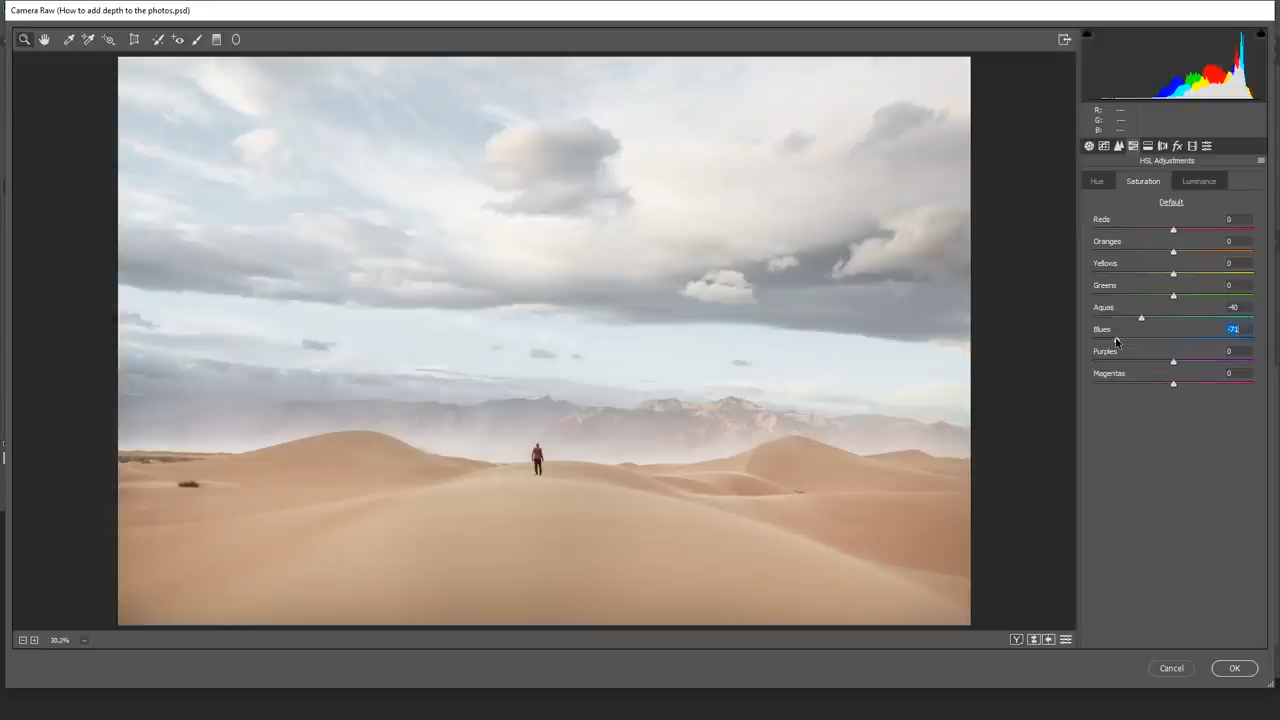 Camera Raw (How to add depth to the photos.psd)
R: ---
G: ---
B: ---
HSL Adjustments
Hue Saturation Luminance
Default
Reds 0
Oranges 0
Yellows 0
Greens 0
Aquas -40
Blues -71
Purples 0
Magentas 0
30.2%
Y
Cancel OK